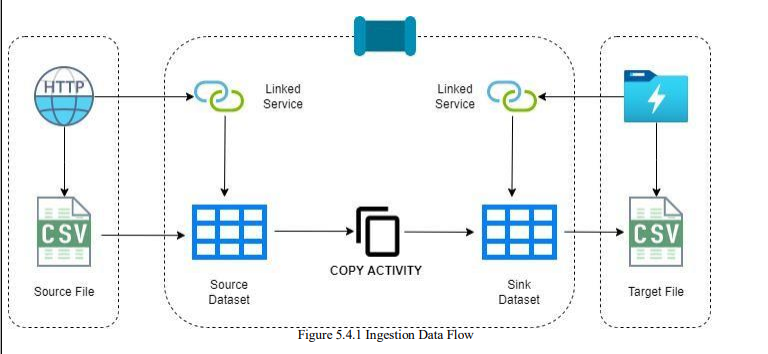 HTTP
Linked
Service
Linked
Service
CSV
CSV
COPY ACTIVITY
Source File
Source
Dataset
Sink
Dataset
Target File
Figure 5.4.1 Ingestion Data Flow